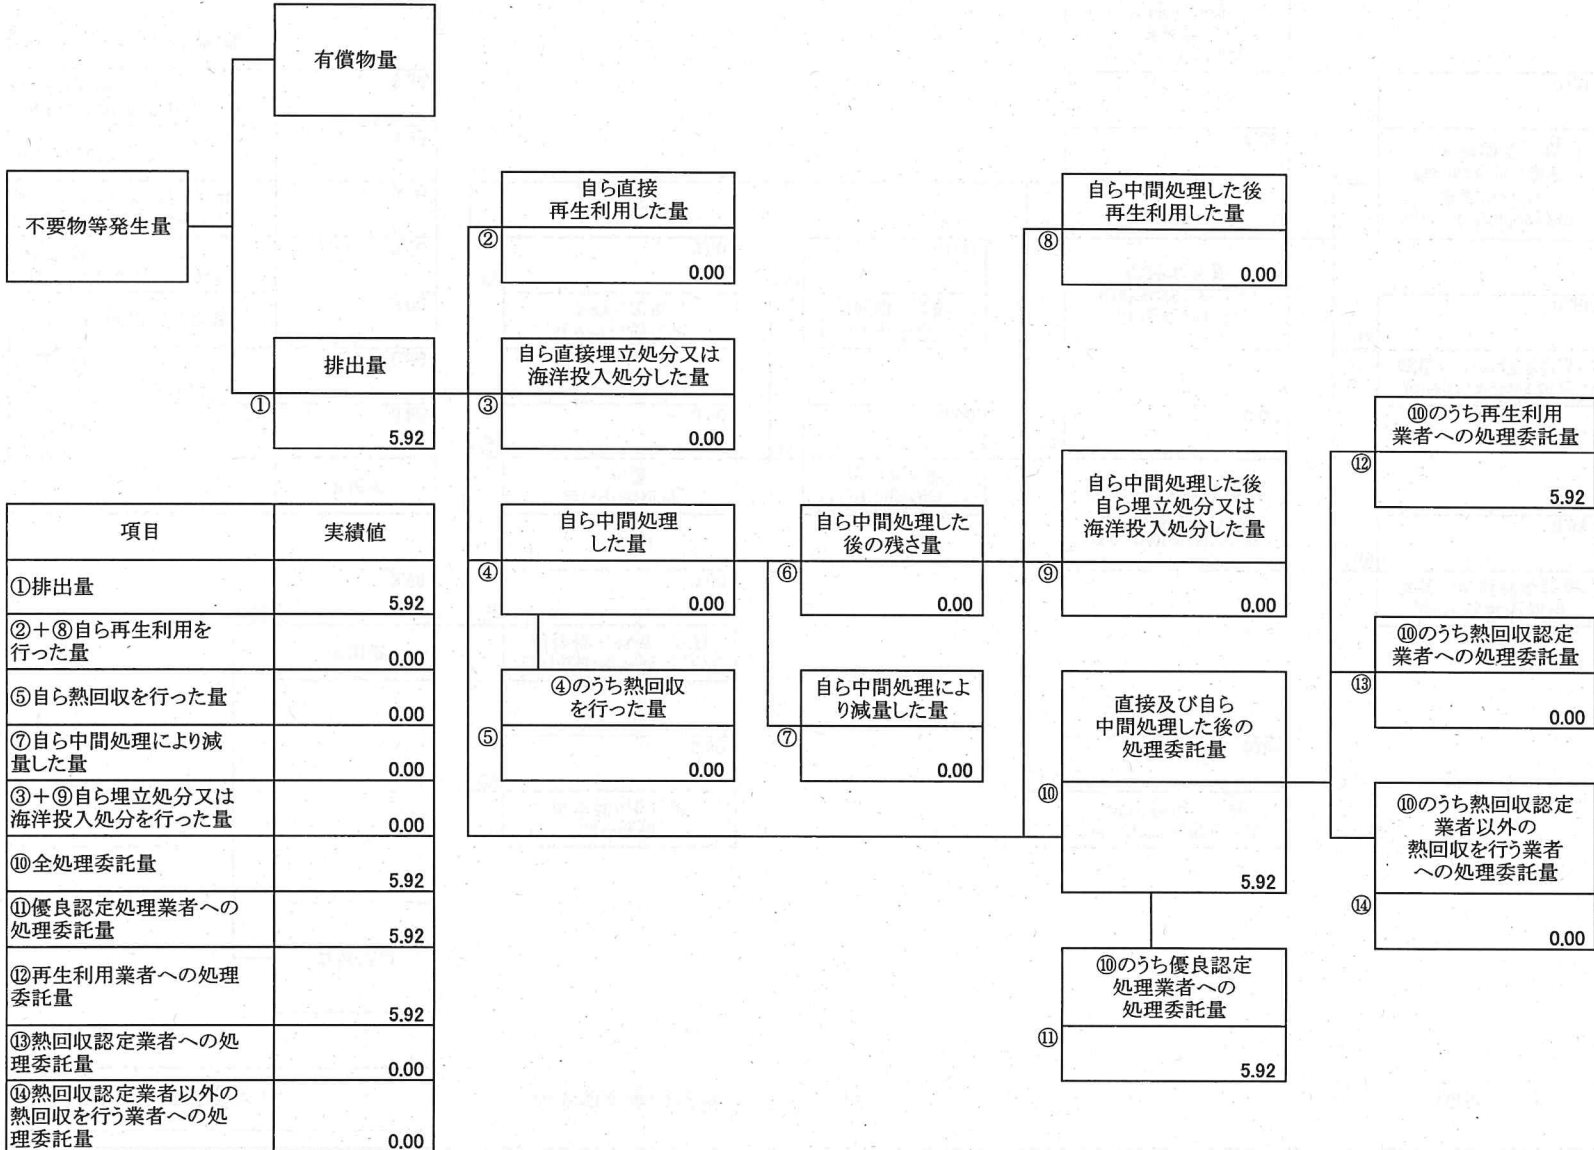 有償物量
不要物等発生量
排出量
①
5.92
自ら直接
再生利用した量
②
0.00
自ら直接埋立処分又は
海洋投入処分した量
③
0.00
自ら中間処理
した量
④
0.00
④のうち熱回収
を行った量
⑤
0.00
自ら中間処理した
後の残さ量
⑥
0.00
自ら中間処理によ
り減量した量
⑦
0.00
自ら中間処理した後
再生利用した量
⑧
0.00
自ら中間処理した後
自ら埋立処分又は
海洋投入処分した量
⑨
0.00
直接及び自ら
中間処理した後の
処理委託量
⑩
5.92
⑩のうち優良認定
処理業者への
処理委託量
⑪
5.92
⑩のうち再生利用
業者への処理委託量
⑫
5.92
⑩のうち熱回収認定
業者への処理委託量
⑬
0.00
⑩のうち熱回収認定
業者以外の
熱回収を行う業者
への処理委託量
⑭
0.00
項目 実績値
①排出量
5.92
②+⑧自ら再生利用を
行った量
0.00
⑤自ら熱回収を行った量
0.00
⑦自ら中間処理により減
量した量
0.00
③+⑨自ら埋立処分又は
海洋投入処分を行った量
0.00
⑩全処理委託量
5.92
⑪優良認定処理業者への
処理委託量
5.92
⑫再生利用業者への処理
委託量
5.92
⑬熱回収認定業者への処
理委託量
0.00
⑭熱回収認定業者以外の
熱回収を行う業者への処
理委託量
0.00